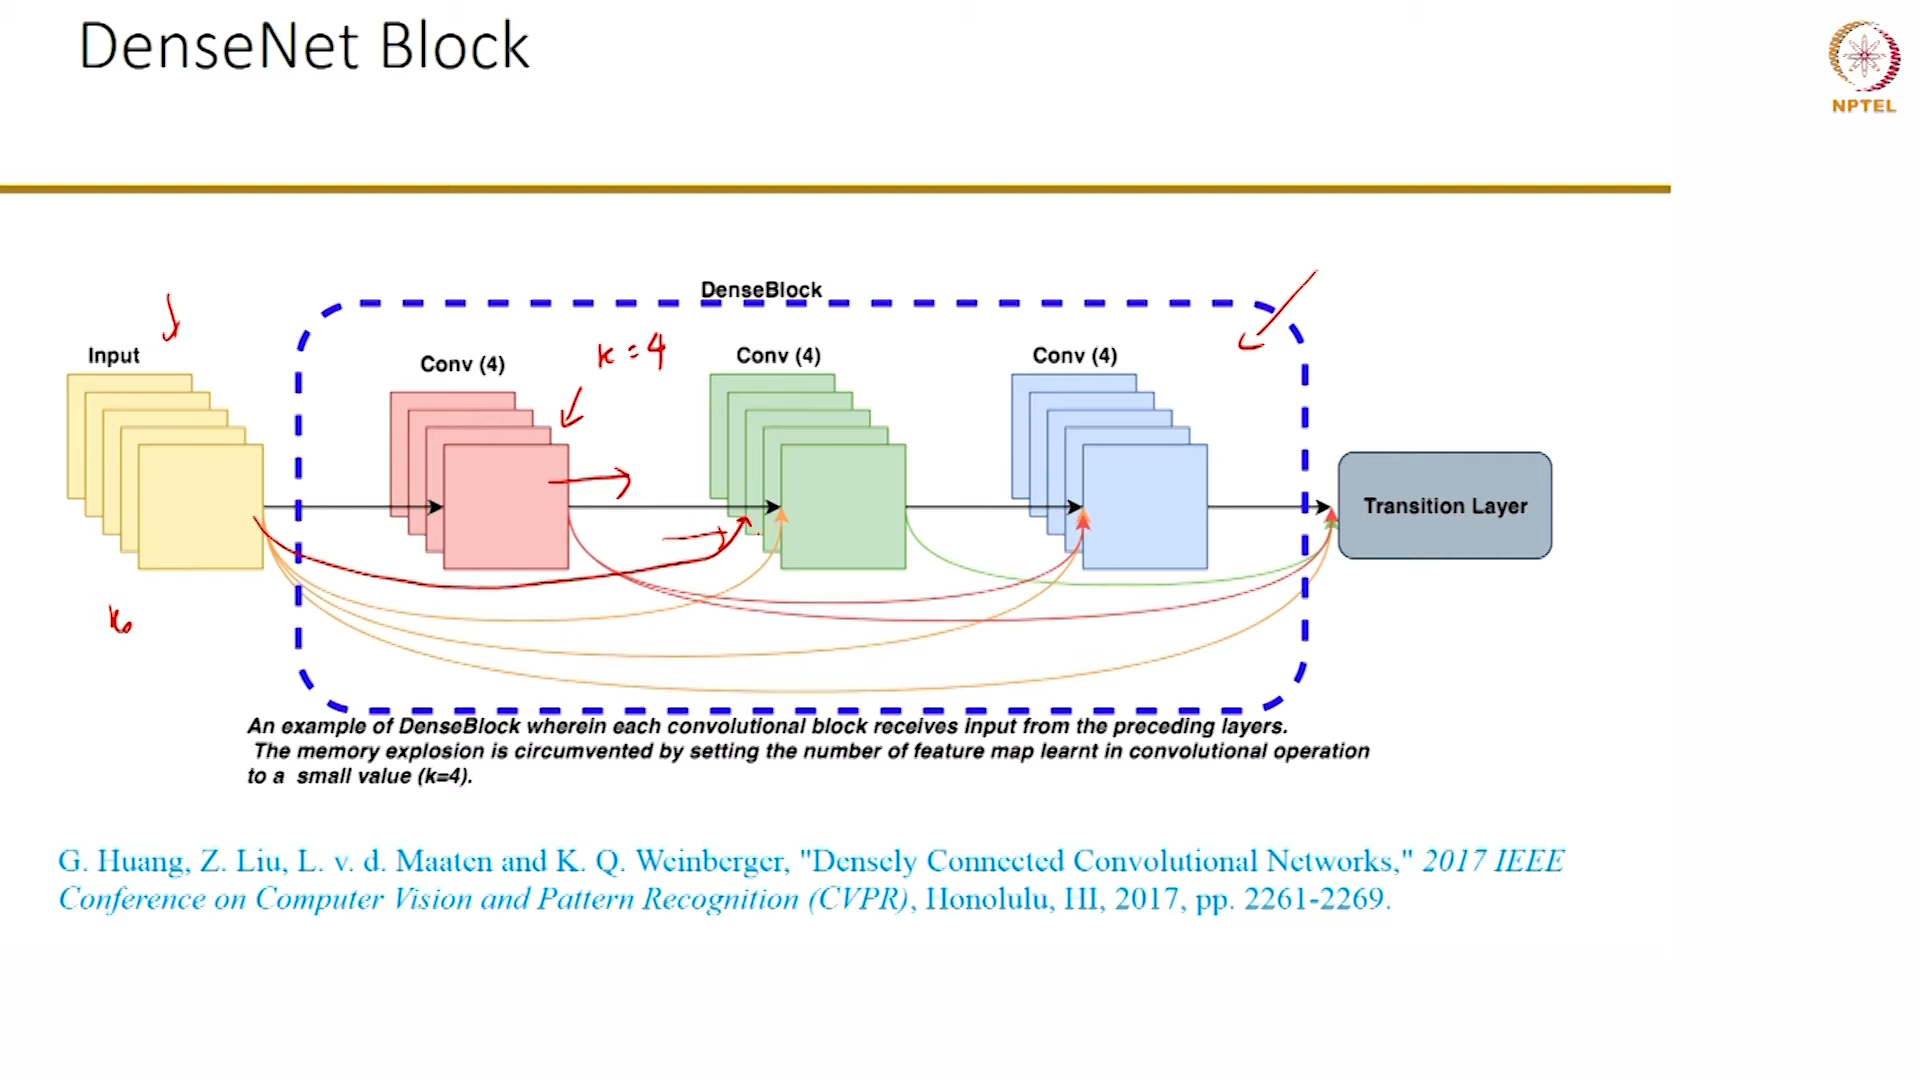 DenseNet Block
NPTEL
DenseBlock
Input
Conv (4)
k = 4
Conv (4)
Conv (4)
Transition Layer
k₀
An example of DenseBlock wherein each convolutional block receives input from the preceding layers.
The memory explosion is circumvented by setting the number of feature map learnt in convolutional operation
to a small value (k=4).
G. Huang, Z. Liu, L. v. d. Maaten and K. Q. Weinberger, "Densely Connected Convolutional Networks," 2017 IEEE
Conference on Computer Vision and Pattern Recognition (CVPR), Honolulu, HI, 2017, pp. 2261-2269.